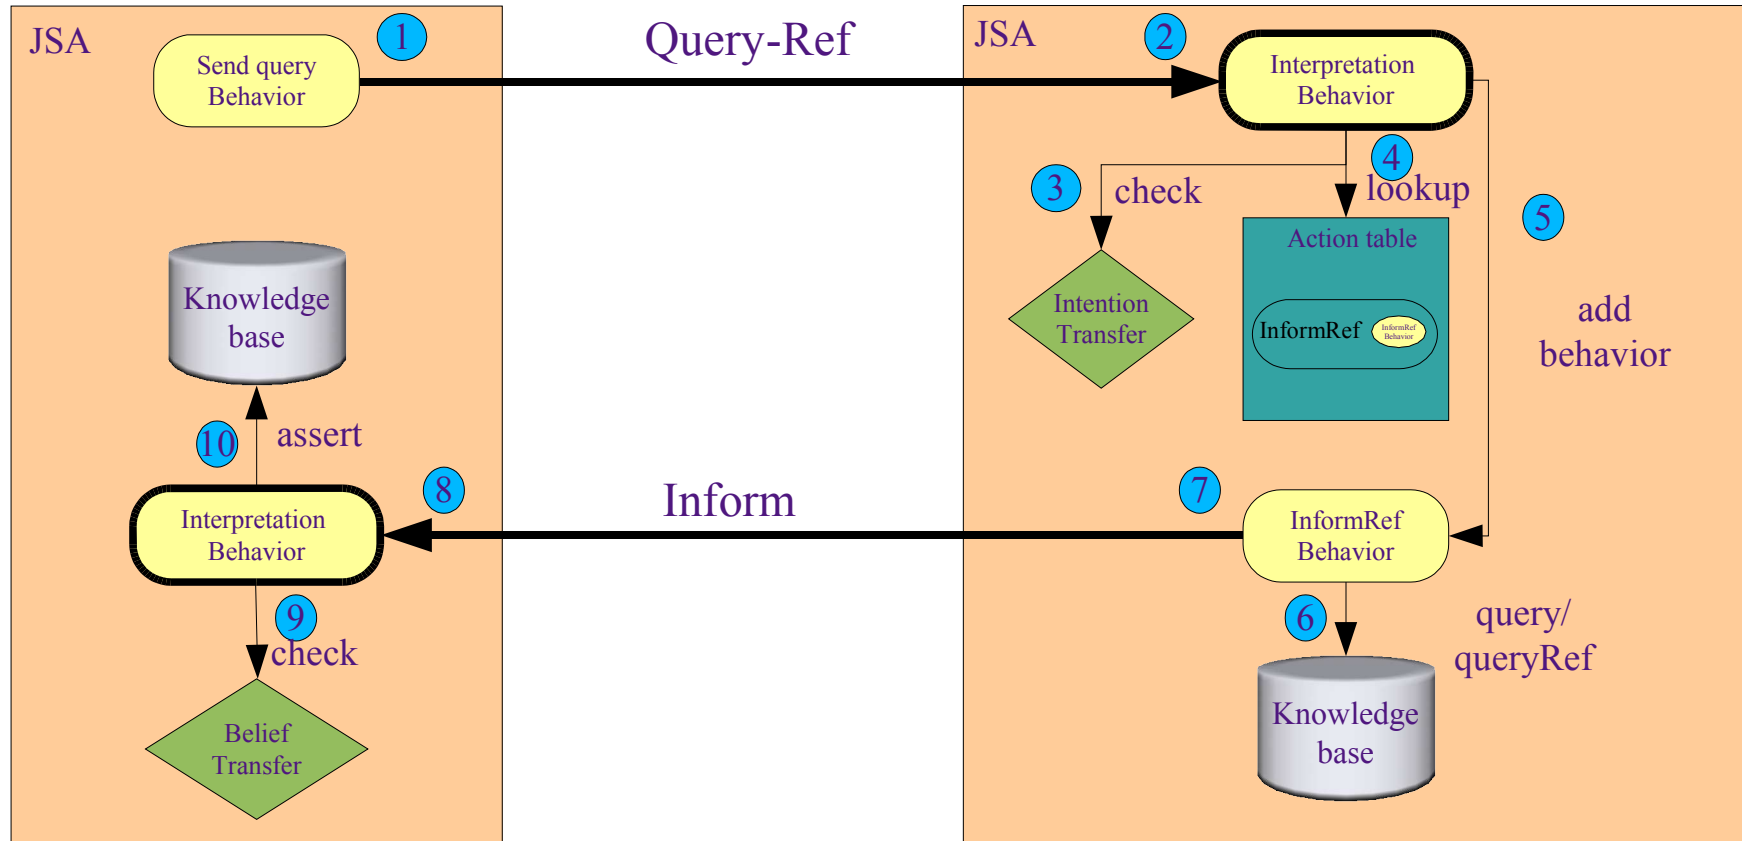 JSA
1
Send query
Behavior
Query-Ref
JSA
2
Interpretation
Behavior
3
check
4
lookup
5
add
behavior
Intention
Transfer
Action table
InformRef
InformRef
Behavior
Knowledge
base
10
assert
Interpretation
Behavior
8
Inform
7
InformRef
Behavior
9
check
Belief
Transfer
6
query/
queryRef
Knowledge
base